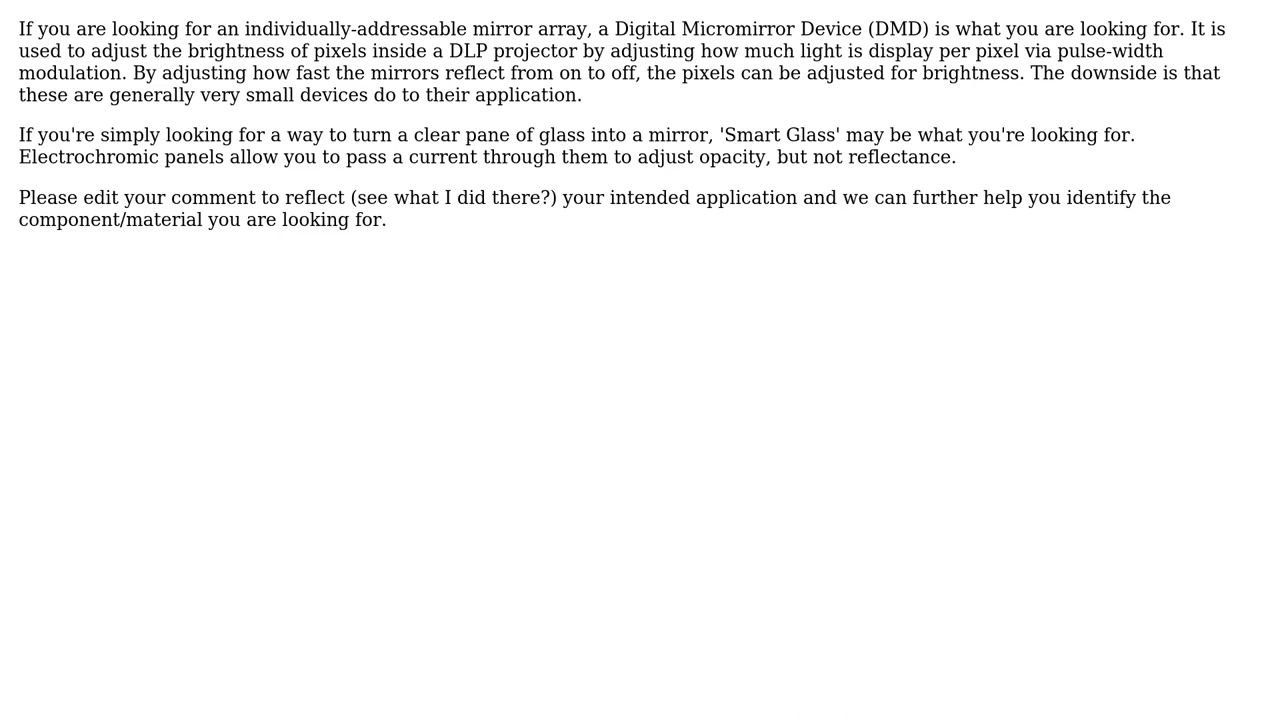 If you are looking for an individually-addressable mirror array, a Digital Micromirror Device (DMD) is what you are looking for. It is
used to adjust the brightness of pixels inside a DLP projector by adjusting how much light is display per pixel via pulse-width
modulation. By adjusting how fast the mirrors reflect from on to off, the pixels can be adjusted for brightness. The downside is that
these are generally very small devices do to their application.
If you're simply looking for a way to turn a clear pane of glass into a mirror, 'Smart Glass' may be what you're looking for.
Electrochromic panels allow you to pass a current through them to adjust opacity, but not reflectance.
Please edit your comment to reflect (see what I did there?) your intended application and we can further help you identify the
component/material you are looking for.